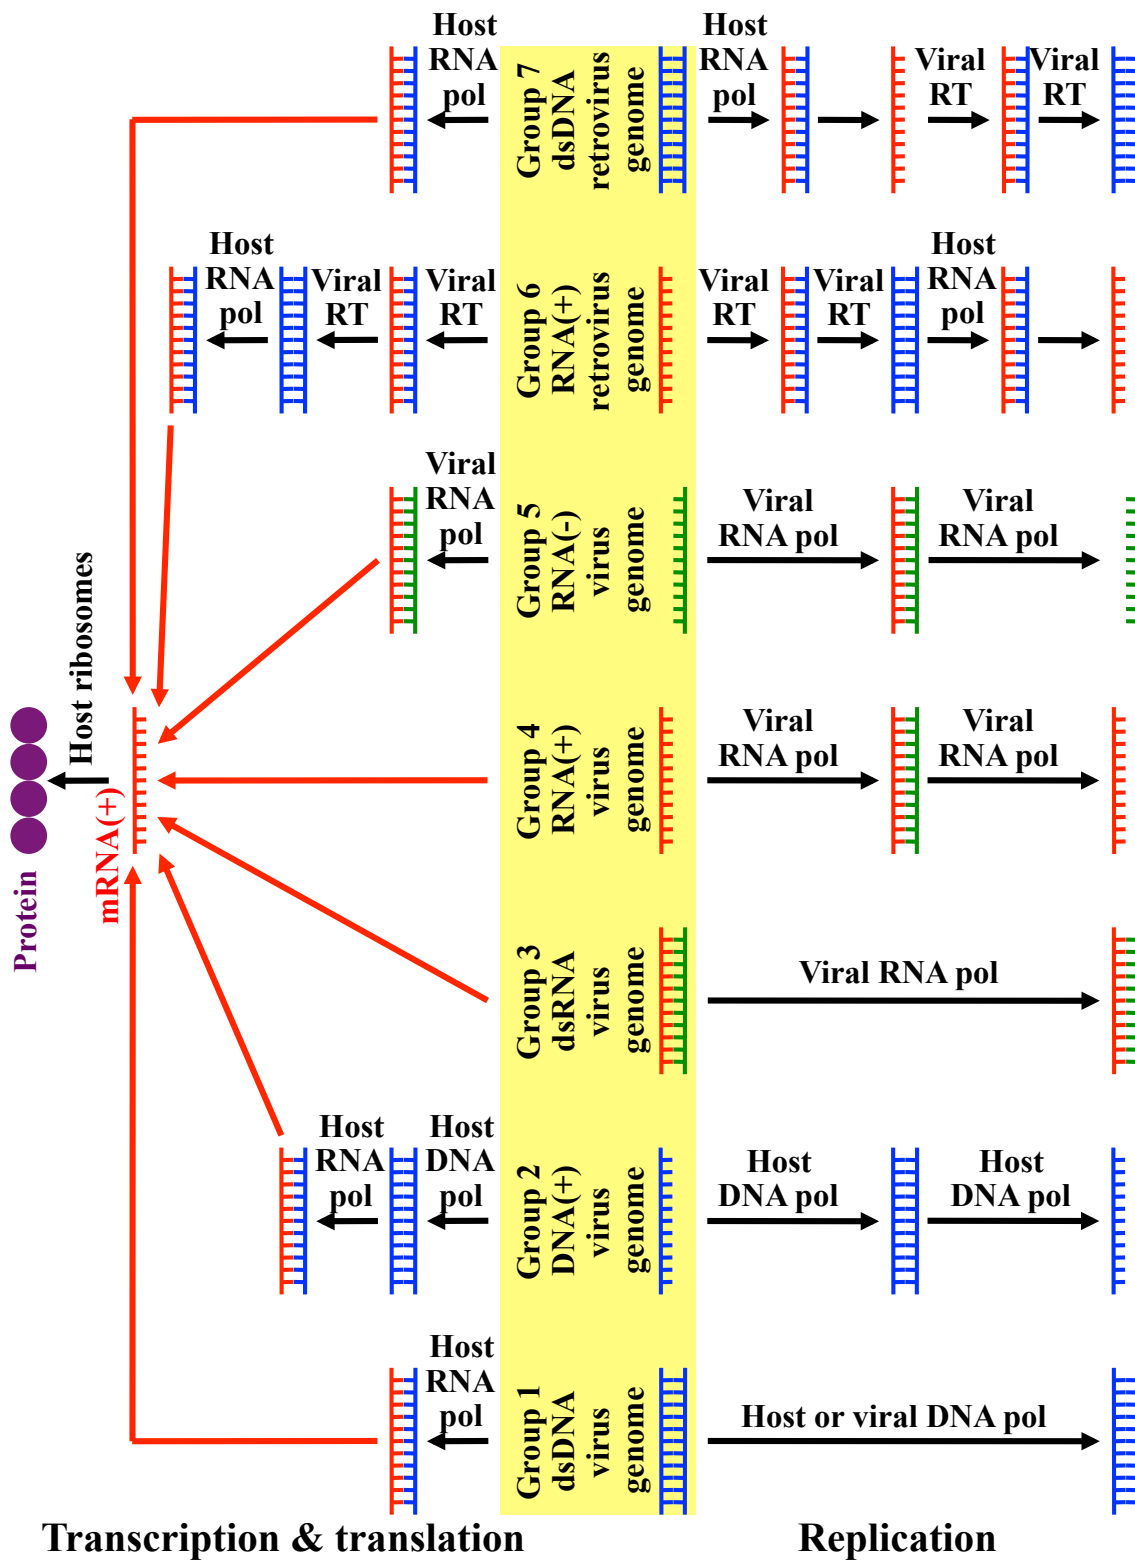 Host
RNA
pol
Group 7
dsDNA
retrovirus
genome
Host
RNA
pol
Viral
RT
Viral
RT
Host
RNA
pol
Viral
RT
Viral
RT
Group 6
RNA(+)
retrovirus
genome
Viral
RT
Viral
RT
Host
RNA
pol
Viral
RNA
pol
Group 5
RNA(-)
virus
genome
Viral
RNA pol
Viral
RNA pol
Protein
Host ribosomes
mRNA(+)
Group 4
RNA(+)
virus
genome
Viral
RNA pol
Viral
RNA pol
Group 3
dsRNA
virus
genome
Viral RNA pol
Host
RNA
pol
Host
DNA
pol
Group 2
DNA(+)
virus
genome
Host
DNA pol
Host
DNA pol
Host
RNA
pol
Group 1
dsDNA
virus
genome
Host or viral DNA pol
Transcription & translation
Replication